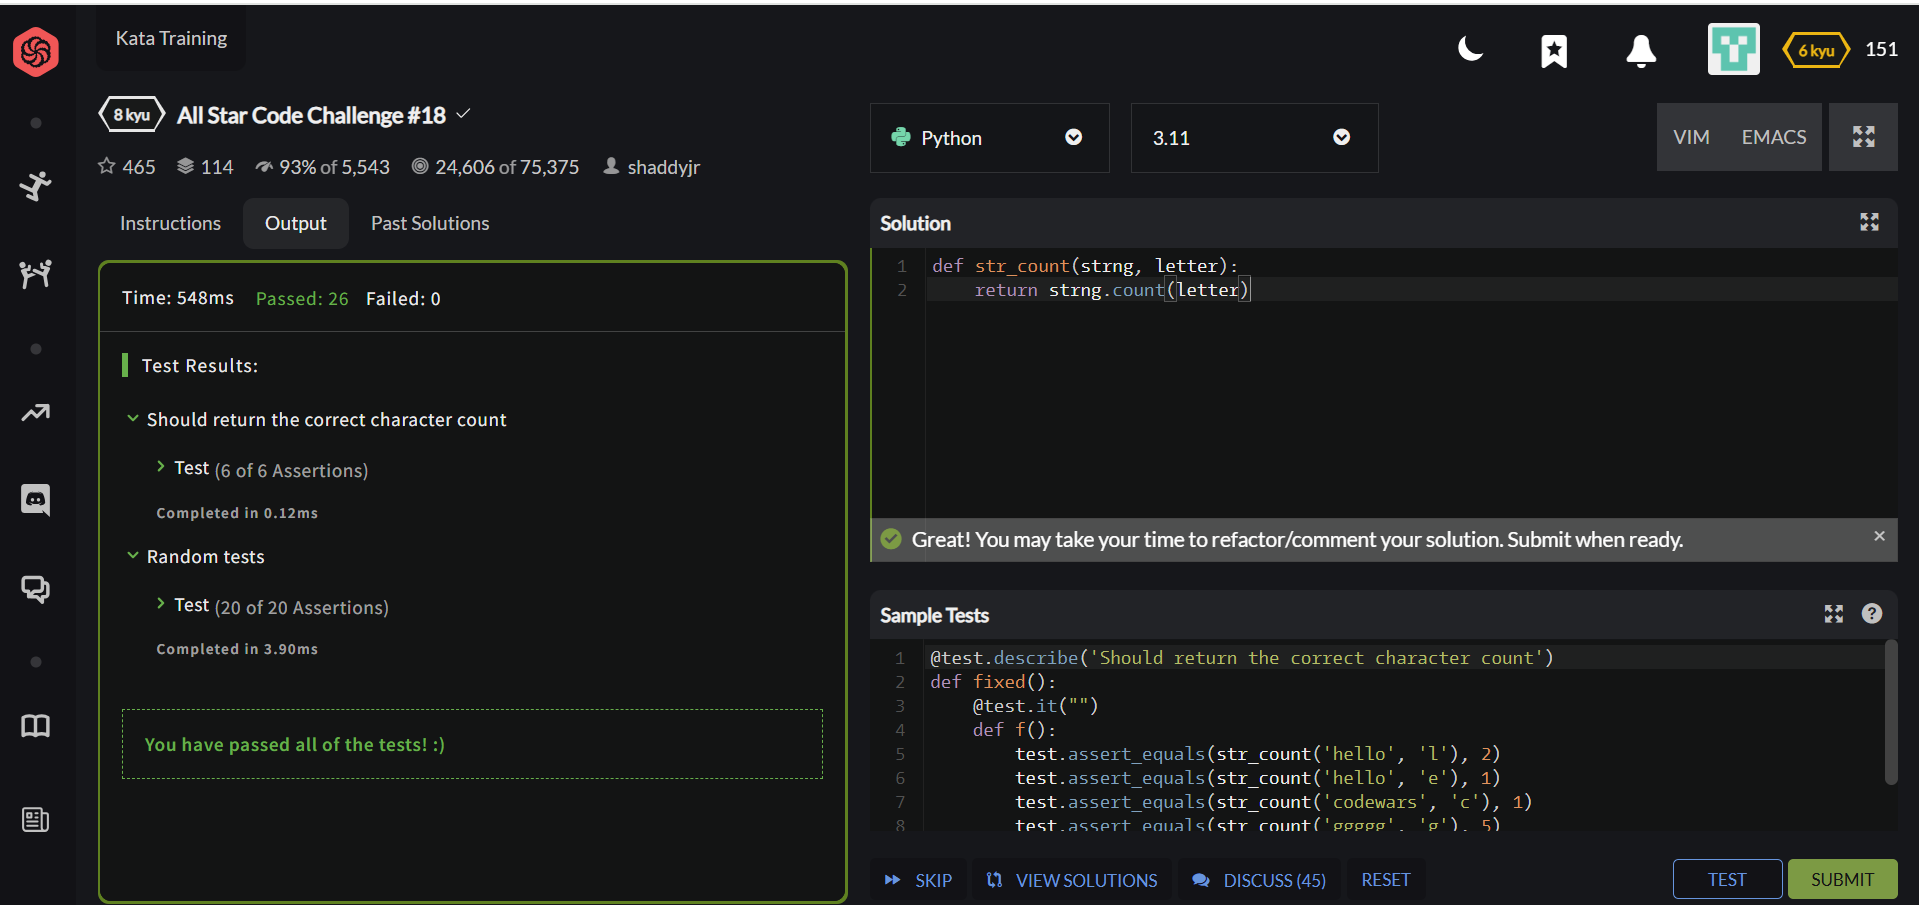 Kata Training
6 kyu 151
8 kyu All Star Code Challenge #18
465 114 93% of 5,543 24,606 of 75,375 shaddyjr
Instructions Output Past Solutions
Time: 548ms Passed: 26 Failed: 0
Test Results:
Should return the correct character count
Test (6 of 6 Assertions)
Completed in 0.12ms
Random tests
Test (20 of 20 Assertions)
Completed in 3.90ms
You have passed all of the tests! :)
Python 3.11 VIM EMACS
Solution
1 def str_count(strng, letter):
2     return strng.count(letter)
Great! You may take your time to refactor/comment your solution. Submit when ready.
Sample Tests
1 @test.describe('Should return the correct character count')
2 def fixed():
3     @test.it("")
4     def f():
5         test.assert_equals(str_count('hello', 'l'), 2)
6         test.assert_equals(str_count('hello', 'e'), 1)
7         test.assert_equals(str_count('codewars', 'c'), 1)
8         test.assert_equals(str_count('ggggg', 'g'), 5)
SKIP VIEW SOLUTIONS DISCUSS (45) RESET TEST SUBMIT